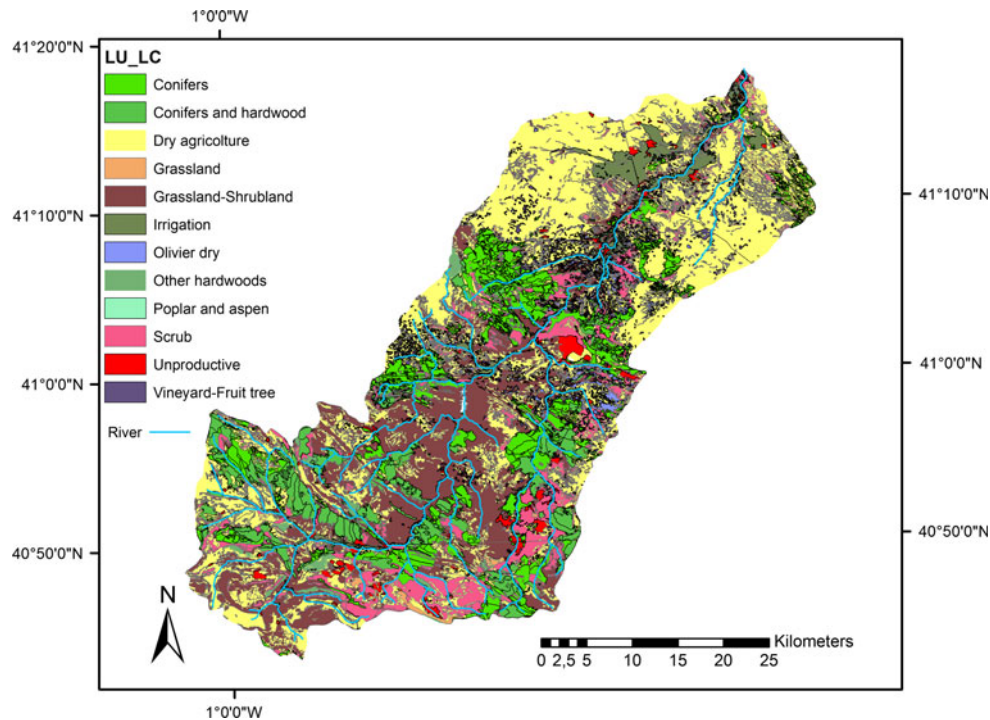 1°0'0"W
41°20'0"N
LU_LC
Conifers
Conifers and hardwood
Dry agriculture
Grassland
Grassland-Shrubland
Irrigation
Olivier dry
Other hardwoods
Poplar and aspen
Scrub
Unproductive
Vineyard-Fruit tree
River
41°10'0"N
41°0'0"N
40°50'0"N
41°10'0"N
41°0'0"N
40°50'0"N
N
Kilometers
0 2,5 5 10 15 20 25
1°0'0"W